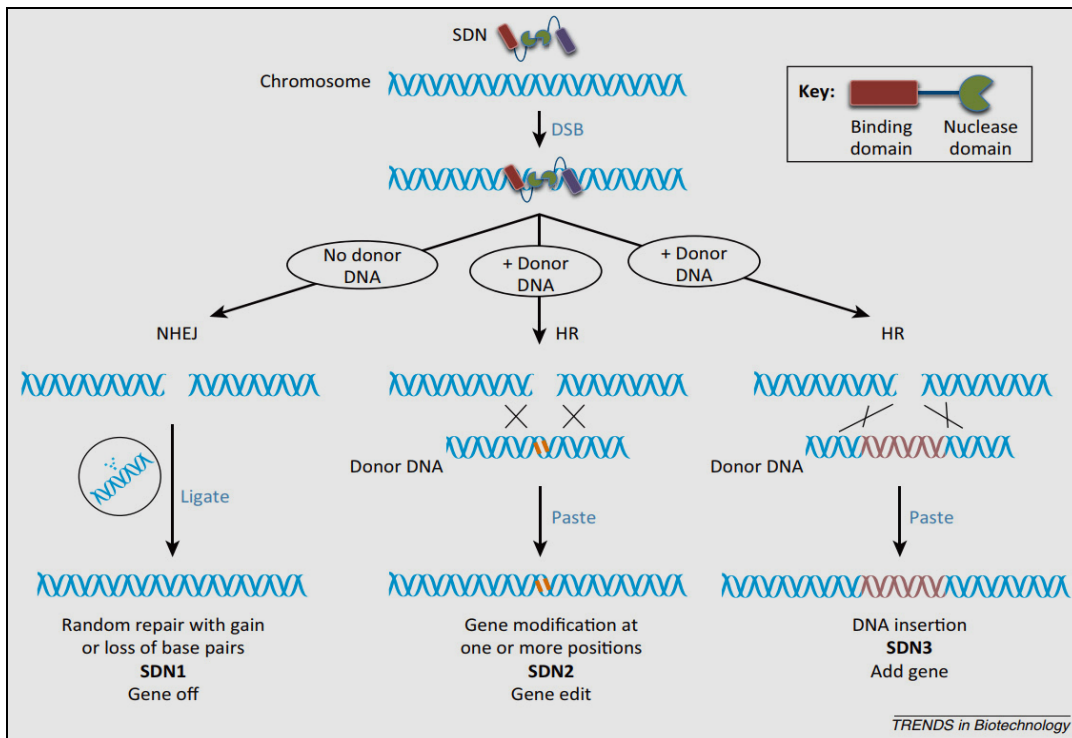 SDN
Chromosome
Key:
Binding
domain
Nuclease
domain
DSB
No donor
DNA
+ Donor
DNA
+ Donor
DNA
NHEJ
HR
HR
Donor DNA
Donor DNA
Ligate
Paste
Paste
Random repair with gain
or loss of base pairs
SDN1
Gene off
Gene modification at
one or more positions
SDN2
Gene edit
DNA insertion
SDN3
Add gene
TRENDS in Biotechnology